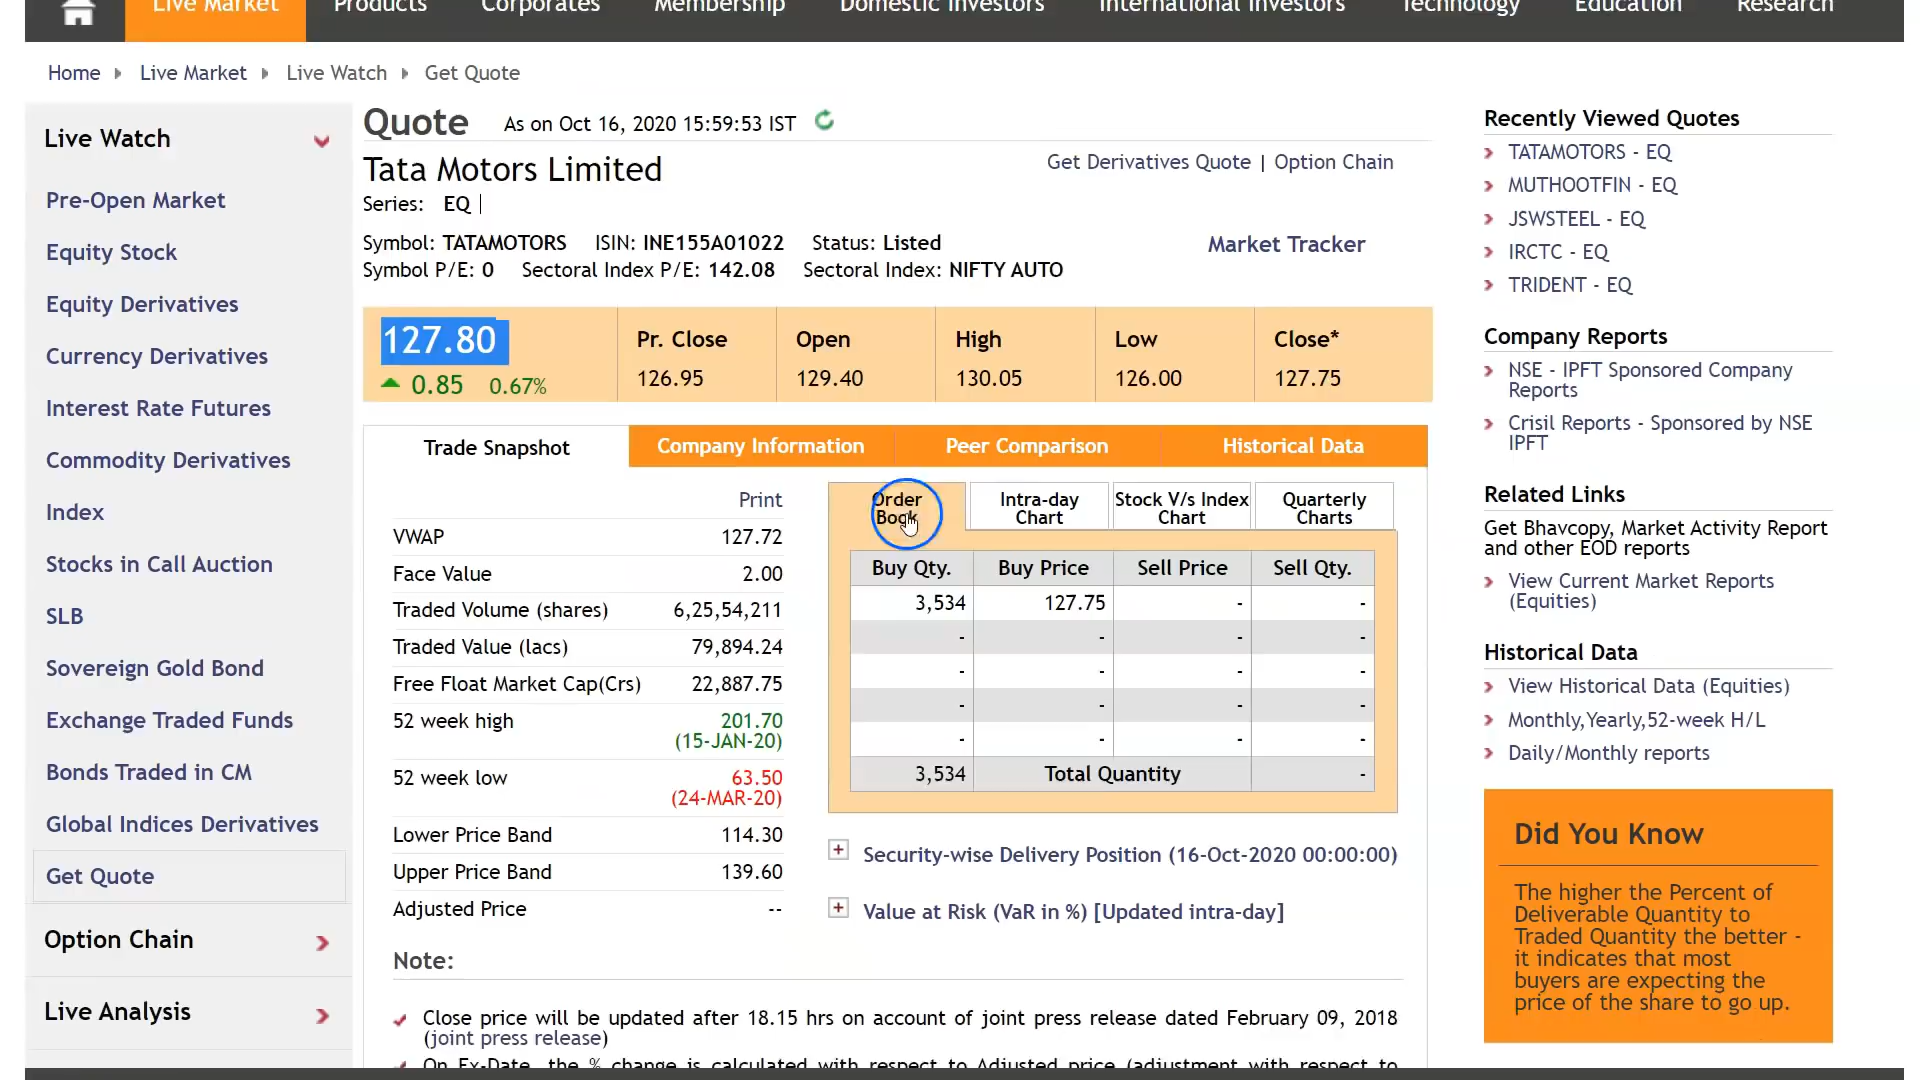 Live Market Products Corporates Membership Domestic Investors International Investors Technology Education Research
Home Live Market Live Watch Get Quote
Live Watch
Pre-Open Market
Equity Stock
Equity Derivatives
Currency Derivatives
Interest Rate Futures
Commodity Derivatives
Index
Stocks in Call Auction
SLB
Sovereign Gold Bond
Exchange Traded Funds
Bonds Traded in CM
Global Indices Derivatives
Get Quote
Option Chain
Live Analysis
Quote As on Oct 16, 2020 15:59:53 IST
Tata Motors Limited
Get Derivatives Quote | Option Chain
Series: EQ |
Symbol: TATAMOTORS ISIN: INE155A01022 Status: Listed
Market Tracker
Symbol P/E: 0 Sectoral Index P/E: 142.08 Sectoral Index: NIFTY AUTO
127.80 Pr. Close Open High Low Close*
0.85 0.67% 126.95 129.40 130.05 126.00 127.75
Trade Snapshot Company Information Peer Comparison Historical Data
Print
VWAP 127.72
Face Value 2.00
Traded Volume (shares) 6,25,54,211
Traded Value (lacs) 79,894.24
Free Float Market Cap(Crs) 22,887.75
52 week high 201.70
(15-JAN-20)
52 week low 63.50
(24-MAR-20)
Lower Price Band 114.30
Upper Price Band 139.60
Adjusted Price --
Order Intra-day Stock V/s Index Quarterly
Book Chart Chart Charts
Buy Qty. Buy Price Sell Price Sell Qty.
3,534 127.75 - -
- - - -
- - - -
- - - -
- - - -
3,534 Total Quantity -
+ Security-wise Delivery Position (16-Oct-2020 00:00:00)
+ Value at Risk (VaR in %) [Updated intra-day]
Note:
Close price will be updated after 18.15 hrs on account of joint press release dated February 09, 2018
(joint press release)
On Ex-Date, the % change is calculated with respect to Adjusted price (adjustment with respect to
Recently Viewed Quotes
TATAMOTORS - EQ
MUTHOOTFIN - EQ
JSWSTEEL - EQ
IRCTC - EQ
TRIDENT - EQ
Company Reports
NSE - IPFT Sponsored Company
Reports
Crisil Reports - Sponsored by NSE
IPFT
Related Links
Get Bhavcopy, Market Activity Report
and other EOD reports
View Current Market Reports
(Equities)
Historical Data
View Historical Data (Equities)
Monthly,Yearly,52-week H/L
Daily/Monthly reports
Did You Know
The higher the Percent of
Deliverable Quantity to
Traded Quantity the better -
it indicates that most
buyers are expecting the
price of the share to go up.